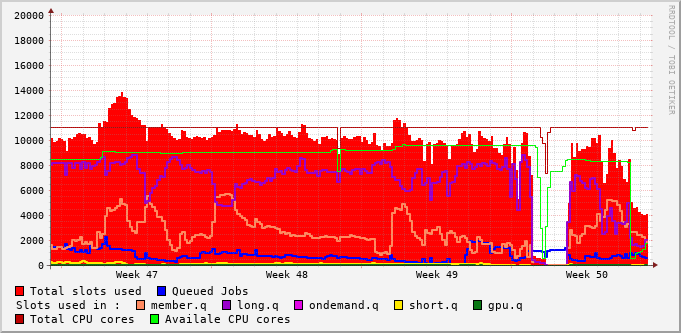 20000
18000
16000
14000
12000
10000
8000
6000
4000
2000
0
Week 47 Week 48 Week 49 Week 50
Total slots used Queued Jobs
Slots used in : member.q long.q ondemand.q short.q gpu.q
Total CPU cores Availale CPU cores
RRDTOOL / TOBI OETIKER